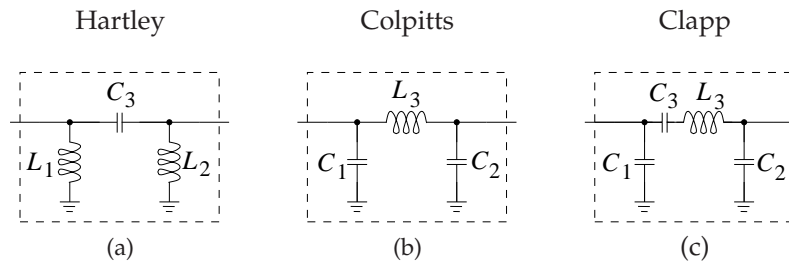 Hartley
C3
L1
L2
(a)
Colpitts
L3
C1
C2
(b)
Clapp
C3
L3
C1
C2
(c)